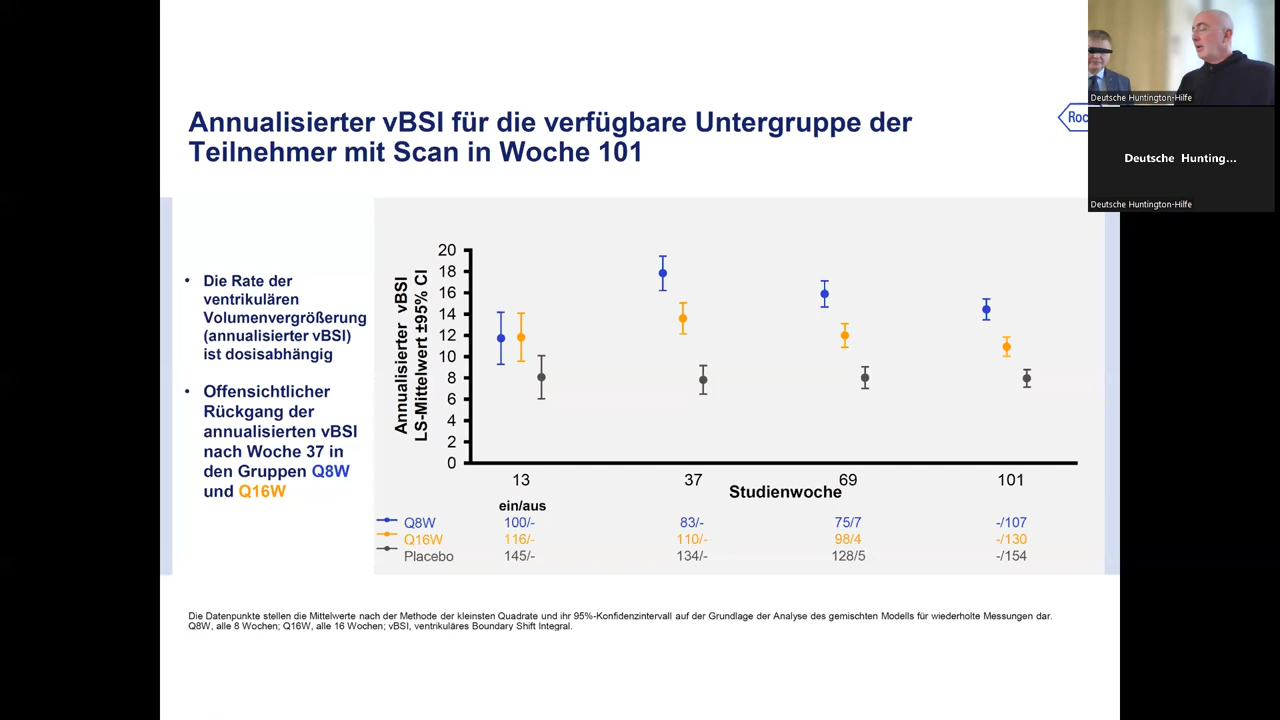 Annualisierter vBSI für die verfügbare Untergruppe der
Teilnehmer mit Scan in Woche 101
Roc
Deutsche Huntington-Hilfe
Deutsche Hunting...
Deutsche Huntington-Hilfe
• Die Rate der
ventrikulären
Volumenvergrößerung
(annualisierter vBSI)
ist dosisabhängig
• Offensichtlicher
Rückgang der
annualisierten vBSI
nach Woche 37 in
den Gruppen Q8W
und Q16W
Annualisierter vBSI
LS-Mittelwert ±95% CI
20
18
16
14
12
10
8
6
4
2
0
13 37 69 101
Studienwoche
ein/aus
Q8W 100/- 83/- 75/7 -/107
Q16W 116/- 110/- 98/4 -/130
Placebo 145/- 134/- 128/5 -/154
Die Datenpunkte stellen die Mittelwerte nach der Methode der kleinsten Quadrate und ihr 95%-Konfidenzintervall auf der Grundlage der Analyse des gemischten Modells für wiederholte Messungen dar.
Q8W, alle 8 Wochen; Q16W, alle 16 Wochen; vBSI, ventrikuläres Boundary Shift Integral.